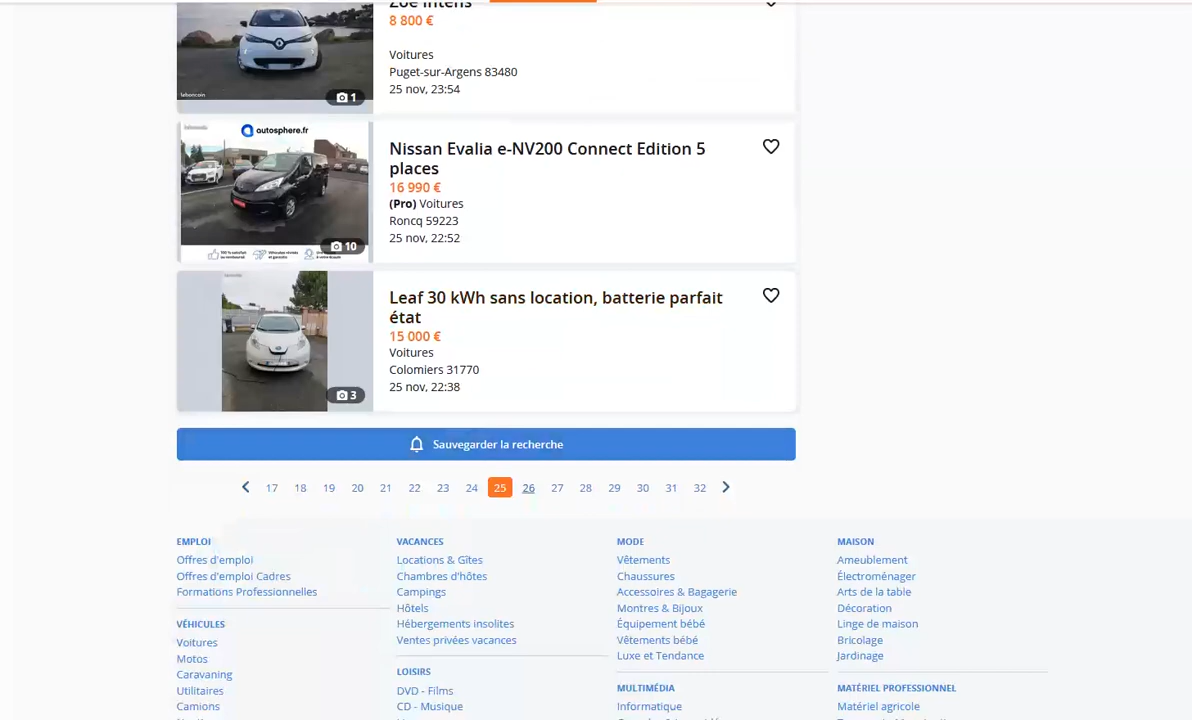 Zoé Intens
8 800 €
Voitures
Puget-sur-Argens 83480
25 nov, 23:54
leboncoin
1
autosphere.fr
Nissan Evalia e-NV200 Connect Edition 5
places
16 990 €
(Pro) Voitures
Roncq 59223
25 nov, 22:52
10
Leaf 30 kWh sans location, batterie parfait
état
15 000 €
Voitures
Colomiers 31770
25 nov, 22:38
3
Sauvegarder la recherche
17 18 19 20 21 22 23 24 25 26 27 28 29 30 31 32
EMPLOI
Offres d'emploi
Offres d'emploi Cadres
Formations Professionnelles
VÉHICULES
Voitures
Motos
Caravaning
Utilitaires
Camions
VACANCES
Locations & Gîtes
Chambres d'hôtes
Campings
Hôtels
Hébergements insolites
Ventes privées vacances
LOISIRS
DVD - Films
CD - Musique
MODE
Vêtements
Chaussures
Accessoires & Bagagerie
Montres & Bijoux
Équipement bébé
Vêtements bébé
Luxe et Tendance
MULTIMÉDIA
Informatique
MAISON
Ameublement
Électroménager
Arts de la table
Décoration
Linge de maison
Bricolage
Jardinage
MATÉRIEL PROFESSIONNEL
Matériel agricole